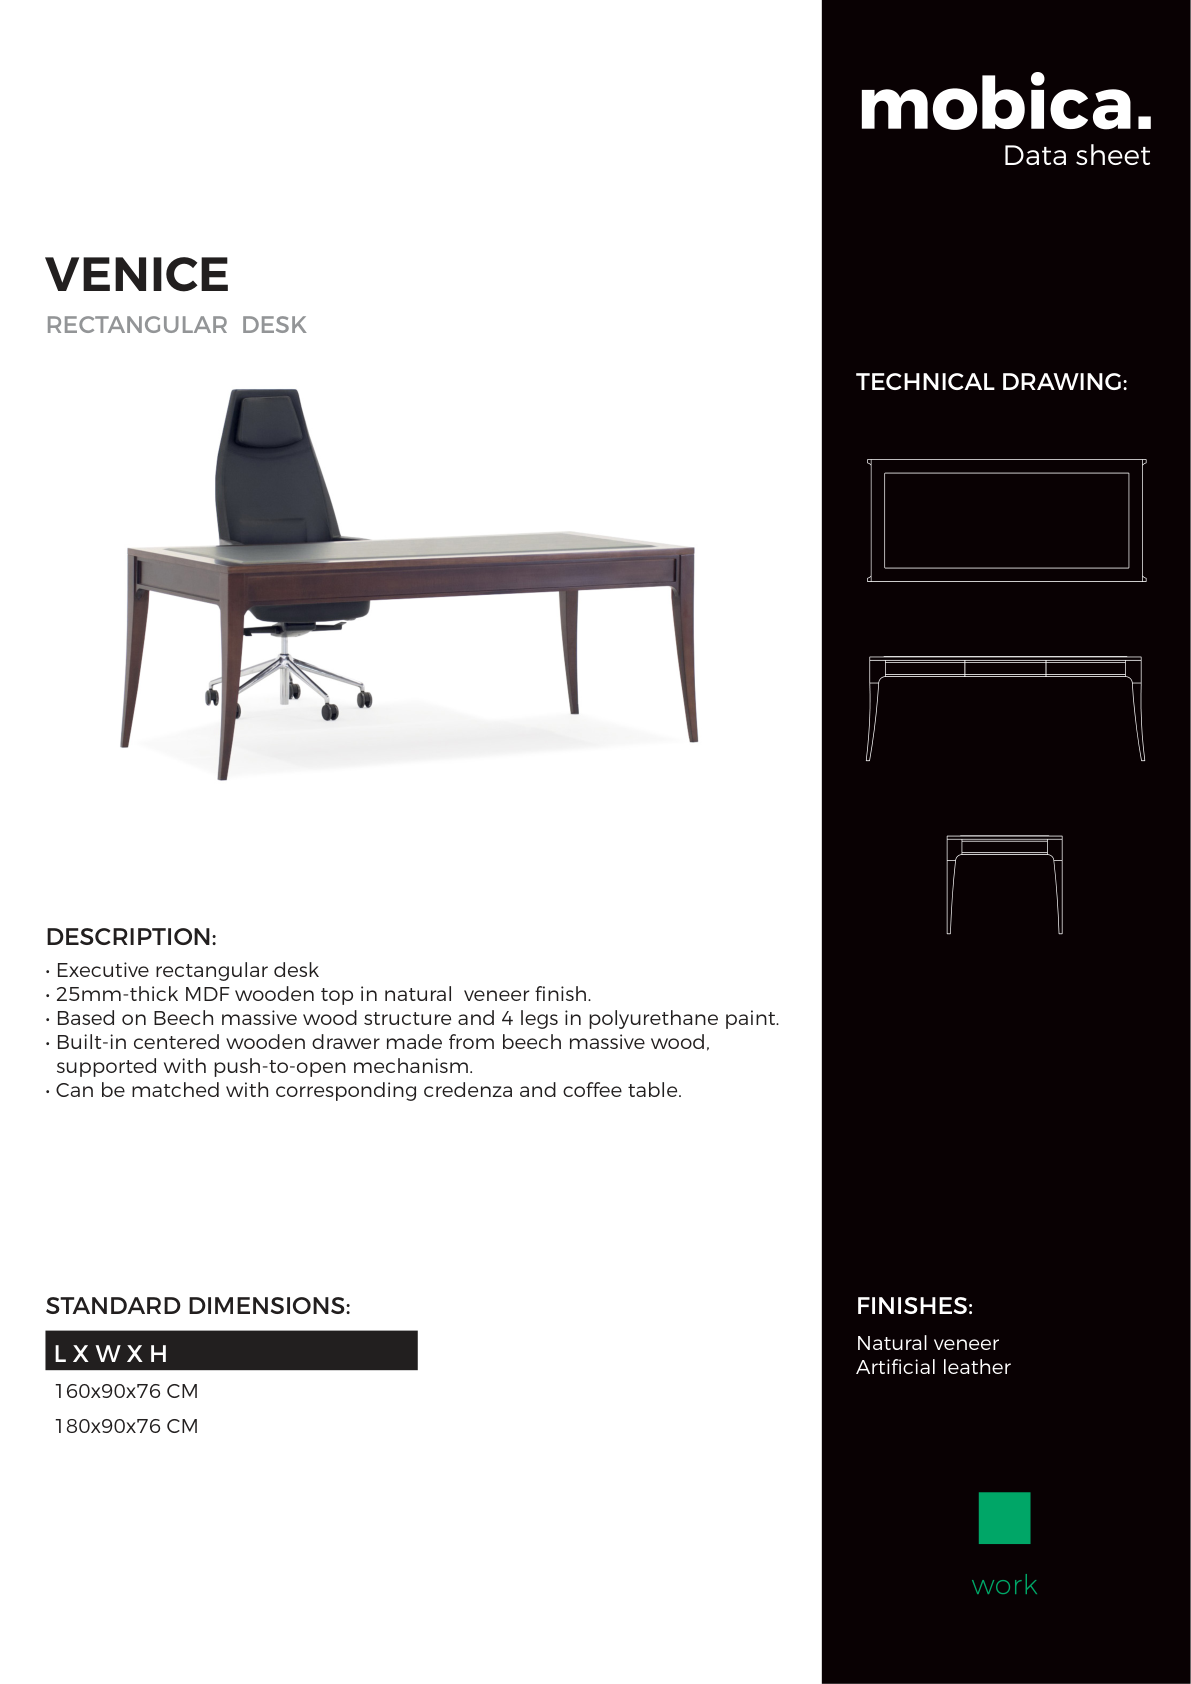 mobica.
Data sheet
VENICE
RECTANGULAR  DESK
TECHNICAL DRAWING:
DESCRIPTION:
• Executive rectangular desk
• 25mm-thick MDF wooden top in natural  veneer finish.
• Based on Beech massive wood structure and 4 legs in polyurethane paint.
• Built-in centered wooden drawer made from beech massive wood,
supported with push-to-open mechanism.
• Can be matched with corresponding credenza and coffee table.
STANDARD DIMENSIONS:
L X W X H
160x90x76 CM
180x90x76 CM
FINISHES:
Natural veneer
Artificial leather
work